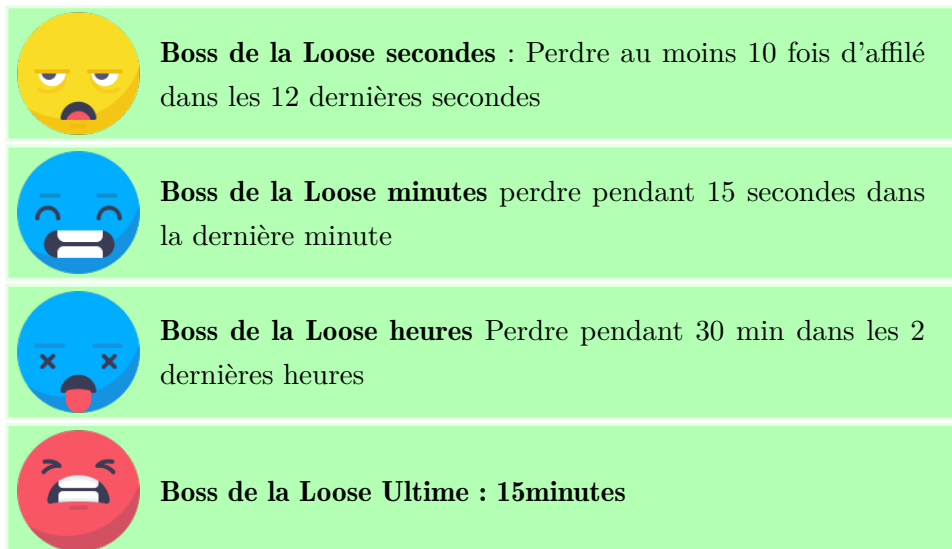 Boss de la Loose secondes : Perdre au moins 10 fois d'affilé
dans les 12 dernières secondes
Boss de la Loose minutes perdre pendant 15 secondes dans
la dernière minute
Boss de la Loose heures Perdre pendant 30 min dans les 2
dernières heures
Boss de la Loose Ultime : 15minutes